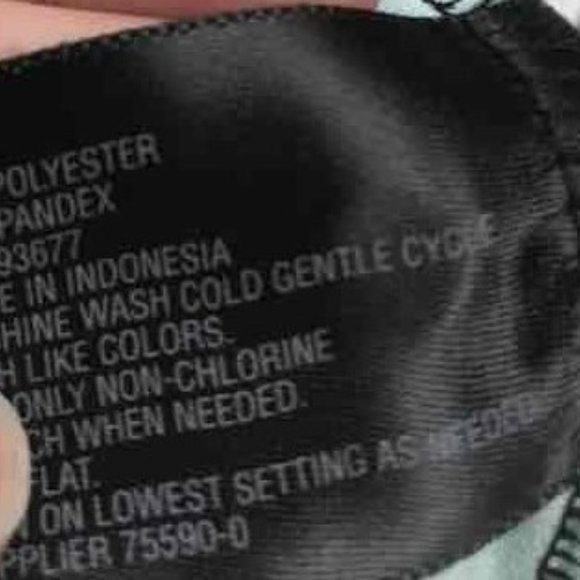 POLYESTER
PANDEX
93677
E IN INDONESIA
HINE WASH COLD GENTLE CYCLE
H LIKE COLORS.
ONLY NON-CHLORINE
CH WHEN NEEDED.
FLAT.
N ON LOWEST SETTING AS NEEDED
PPLIER 75590-0